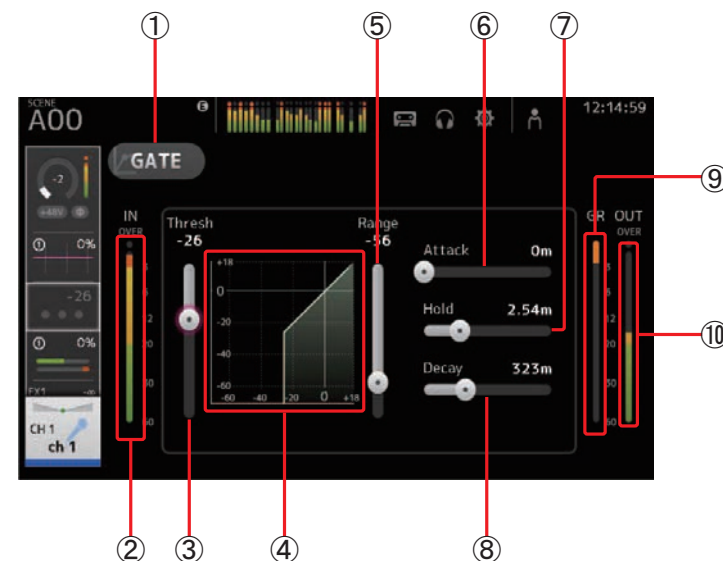 ① ⑤ ⑥ ⑦
SCENE
A00
E
12:14:59
GATE
-2
+48V
0%
-26
0%
FX1 -∞
CH 1
ch 1
IN
OVER
Thresh
-26
Range
-56
+18
0
-20
-40
-60
-60 -40 -20 0 +18
Attack 0m
Hold 2.54m
Decay 323m
GR OUT
OVER
⑨
⑩
② ③ ④ ⑧